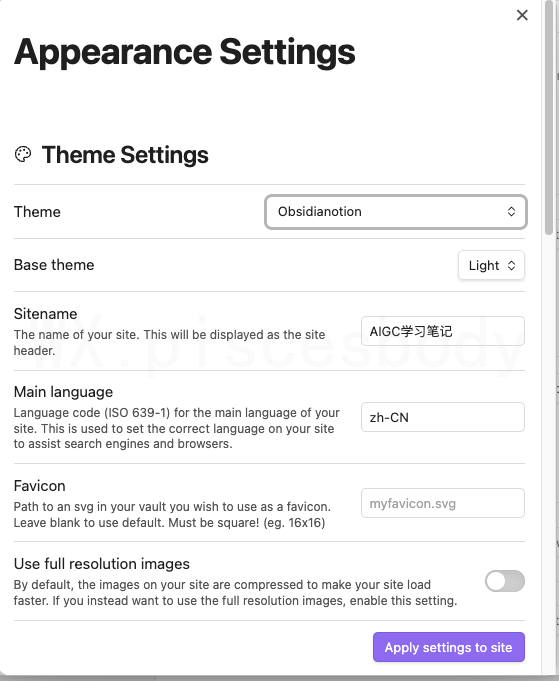 Appearance Settings
Theme Settings
Theme
Obsidianotion
Base theme
Light
Sitename
The name of your site. This will be displayed as the site
header.
AIGC学习笔记
Main language
Language code (ISO 639-1) for the main language of your
site. This is used to set the correct language on your site
to assist search engines and browsers.
zh-CN
Favicon
Path to an svg in your vault you wish to use as a favicon.
Leave blank to use default. Must be square! (eg. 16x16)
myfavicon.svg
Use full resolution images
By default, the images on your site are compressed to make your site load
faster. If you instead want to use the full resolution images, enable this setting.
Apply settings to site